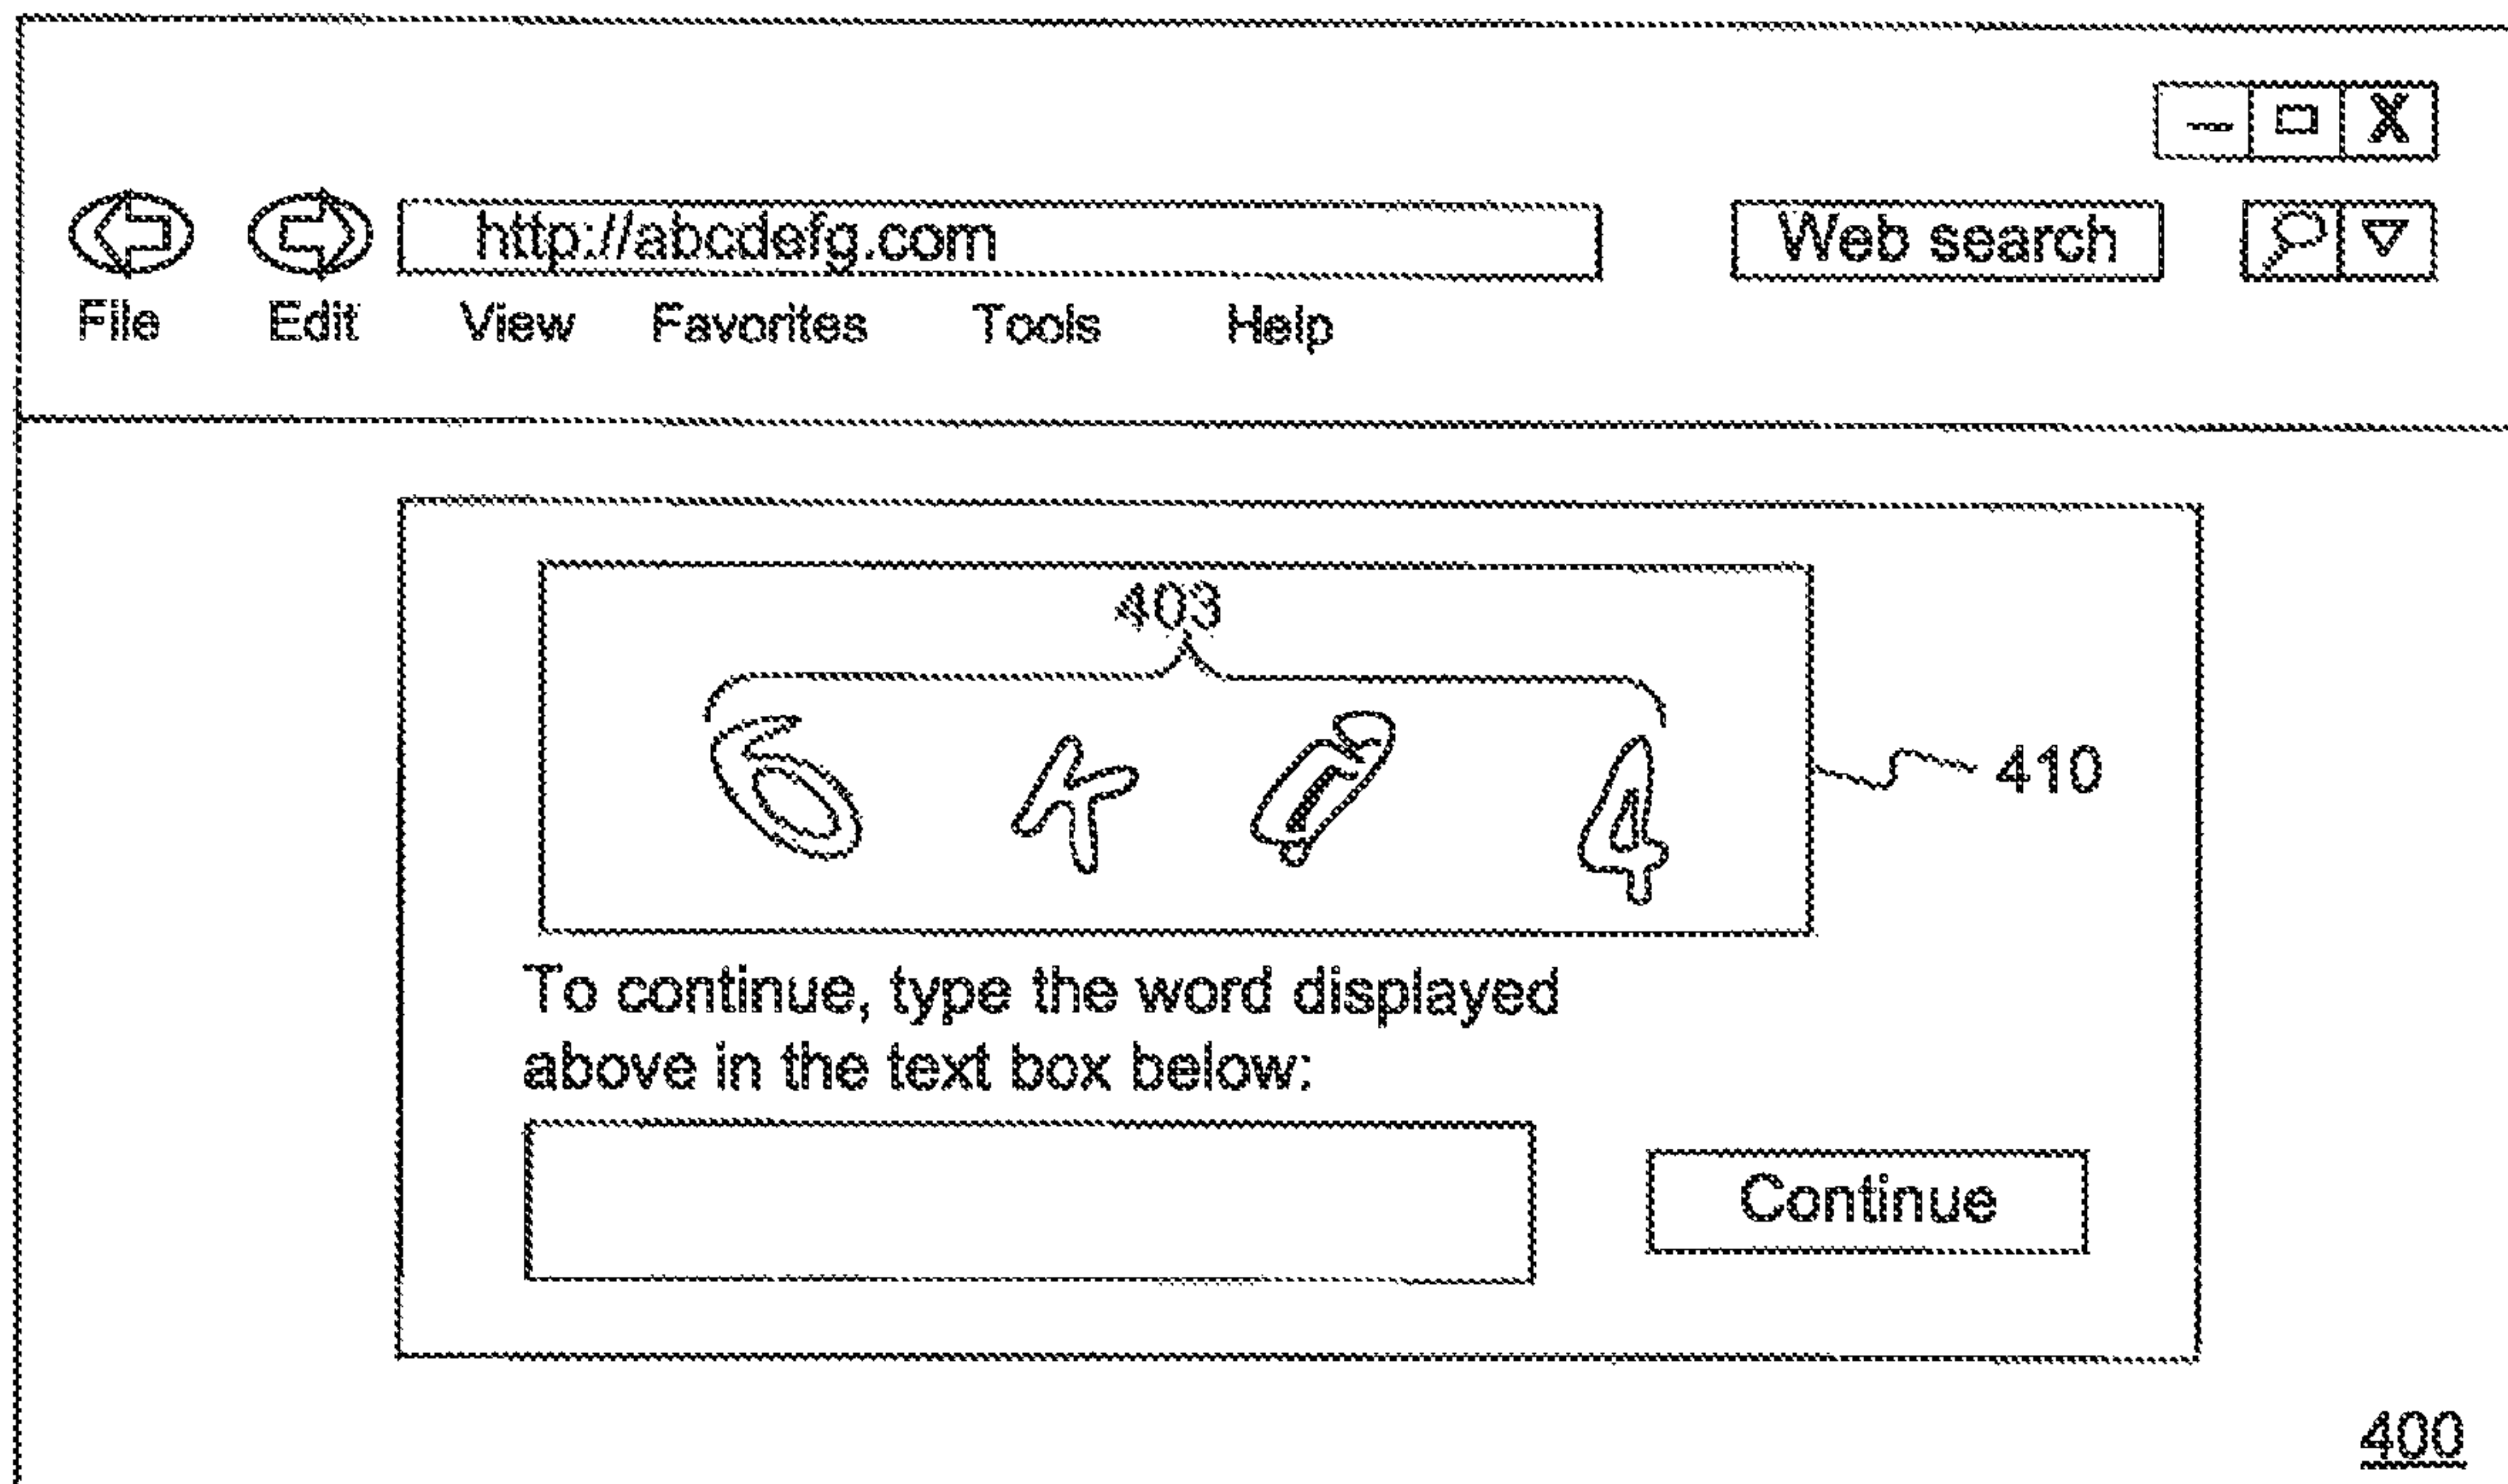 http://abcdefg.com Web search
File Edit View Favorites Tools Help
403
6 K 4
410
To continue, type the word displayed
above in the text box below:
Continue
400